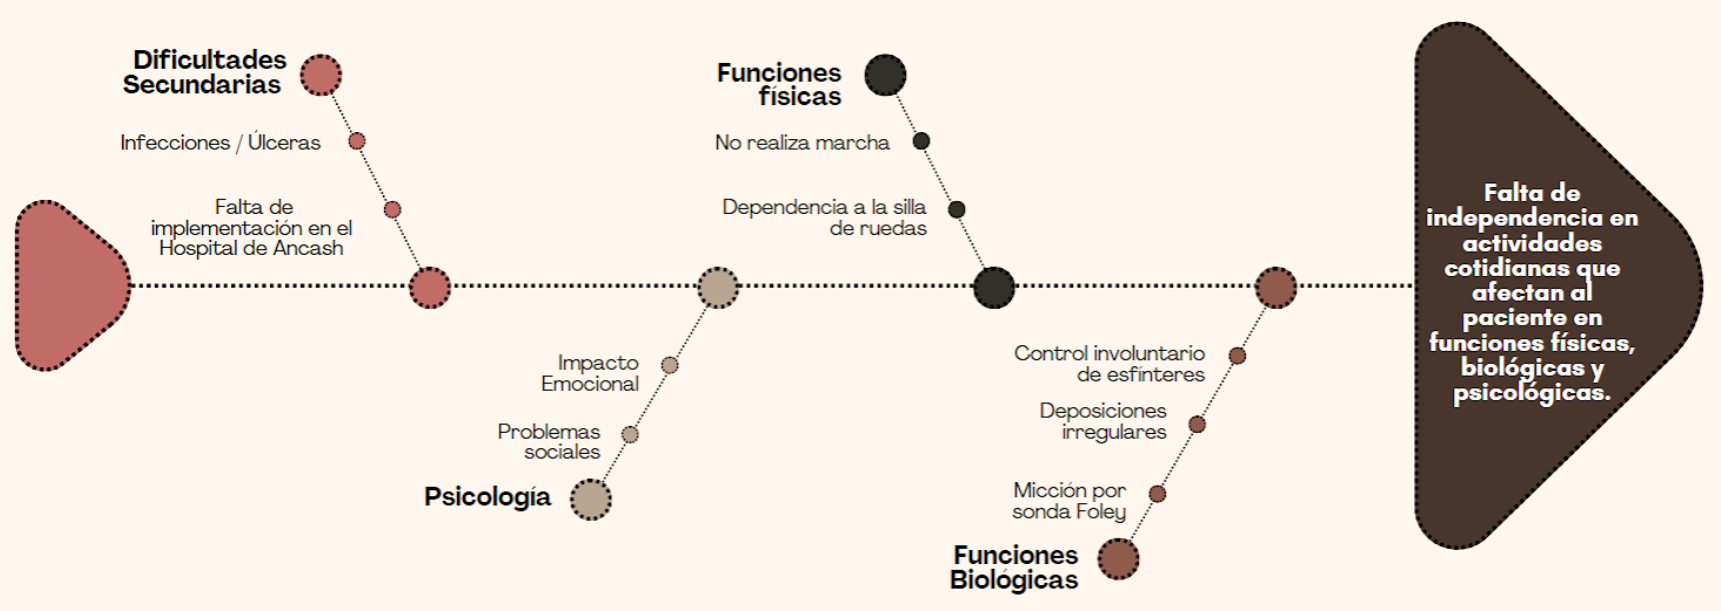 Dificultades
Secundarias
Infecciones / Úlceras
Falta de
implementación en el
Hospital de Ancash
Impacto
Emocional
Problemas
sociales
Psicología
Funciones
físicas
No realiza marcha
Dependencia a la silla
de ruedas
Control involuntario
de esfínteres
Deposiciones
irregulares
Micción por
sonda Foley
Funciones
Biológicas
Falta de
independencia en
actividades
cotidianas que
afectan al
paciente en
funciones físicas,
biológicas y
psicológicas.